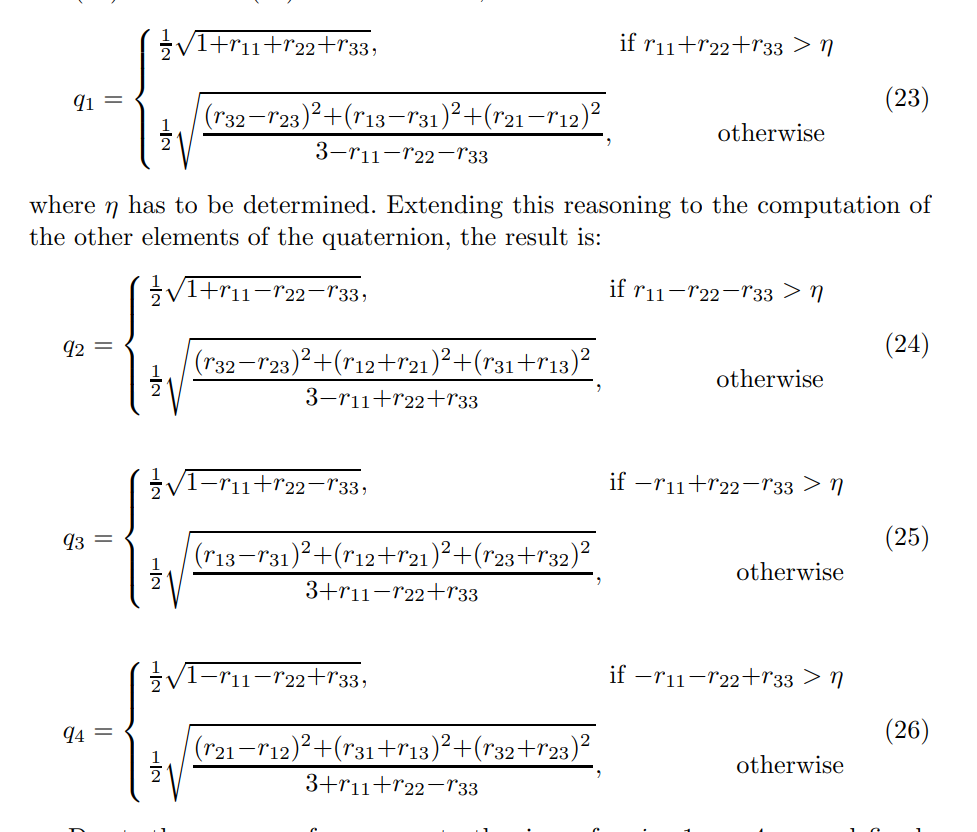 q₁ = { ½√(1+r₁₁+r₂₂+r₃₃), if r₁₁+r₂₂+r₃₃ > η
½√(((r₃₂−r₂₃)²+(r₁₃−r₃₁)²+(r₂₁−r₁₂)²)/(3−r₁₁−r₂₂−r₃₃)), otherwise (23)
where η has to be determined. Extending this reasoning to the computation of
the other elements of the quaternion, the result is:
q₂ = { ½√(1+r₁₁−r₂₂−r₃₃), if r₁₁−r₂₂−r₃₃ > η
½√(((r₃₂−r₂₃)²+(r₁₂+r₂₁)²+(r₃₁+r₁₃)²)/(3−r₁₁+r₂₂+r₃₃)), otherwise (24)
q₃ = { ½√(1−r₁₁+r₂₂−r₃₃), if −r₁₁+r₂₂−r₃₃ > η
½√(((r₁₃−r₃₁)²+(r₁₂+r₂₁)²+(r₂₃+r₃₂)²)/(3+r₁₁−r₂₂+r₃₃)), otherwise (25)
q₄ = { ½√(1−r₁₁−r₂₂+r₃₃), if −r₁₁−r₂₂+r₃₃ > η
½√(((r₂₁−r₁₂)²+(r₃₁+r₁₃)²+(r₃₂+r₂₃)²)/(3+r₁₁+r₂₂−r₃₃)), otherwise (26)